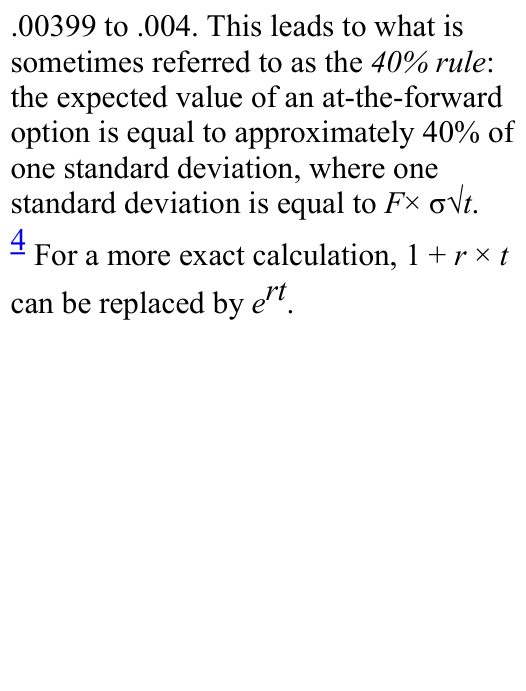 .00399 to .004. This leads to what is
sometimes referred to as the 40% rule:
the expected value of an at-the-forward
option is equal to approximately 40% of
one standard deviation, where one
standard deviation is equal to F× σ√t.
4 For a more exact calculation, 1 + r × t
can be replaced by e^rt.